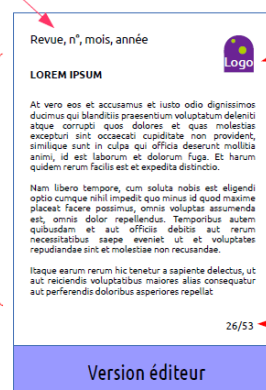 Revue, n°, mois, année
Logo
LOREM IPSUM
At vero eos et accusamus et iusto odio dignissimos
ducimus qui blanditiis praesentium voluptatum deleniti
atque corrupti quos dolores et quas molestias
excepturi sint occaecati cupiditate non provident,
similique sunt in culpa qui officia deserunt mollitia
animi, id est laborum et dolorum fuga. Et harum
quidem rerum facilis est et expedita distinctio.
Nam libero tempore, cum soluta nobis est eligendi
optio cumque nihil impedit quo minus id quod maxime
placeat facere possimus, omnis voluptas assumenda
est, omnis dolor repellendus. Temporibus autem
quibusdam et aut officiis debitis aut rerum
necessitatibus saepe eveniet ut et voluptates
repudiandae sint et molestiae non recusandae.
Itaque earum rerum hic tenetur a sapiente delectus, ut
aut reiciendis voluptatibus maiores alias consequatur
aut perferendis doloribus asperiores repellat
26/53
Version éditeur